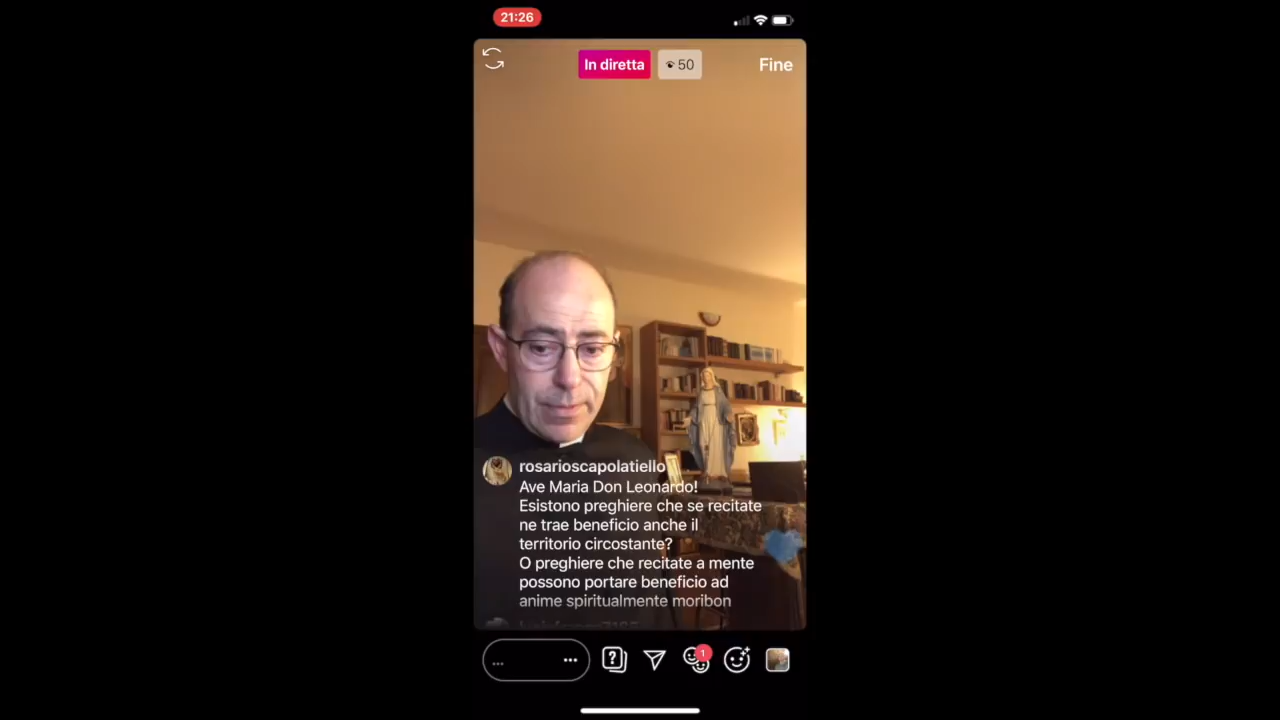 21:26
In diretta
50
Fine
rosarioscapolatiello
Ave Maria Don Leonardo!
Esistono preghiere che se recitate
ne trae beneficio anche il
territorio circostante?
O preghiere che recitate a mente
possono portare beneficio ad
anime spiritualmente moribon
...
1